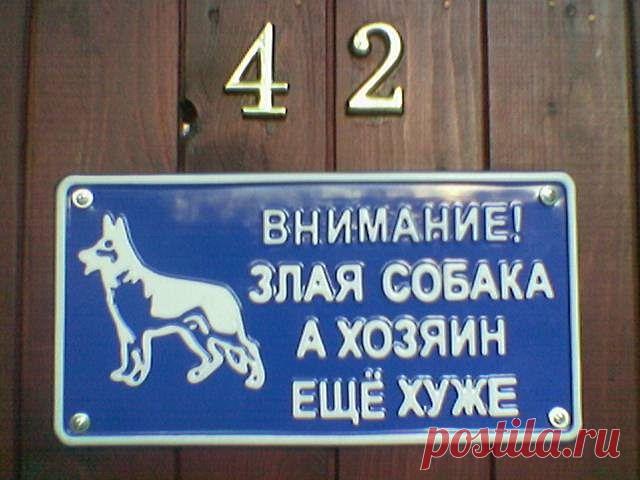 42
ВНИМАНИЕ!
ЗЛАЯ СОБАКА
А ХОЗЯИН
ЕЩЁ ХУЖЕ
postila.ru